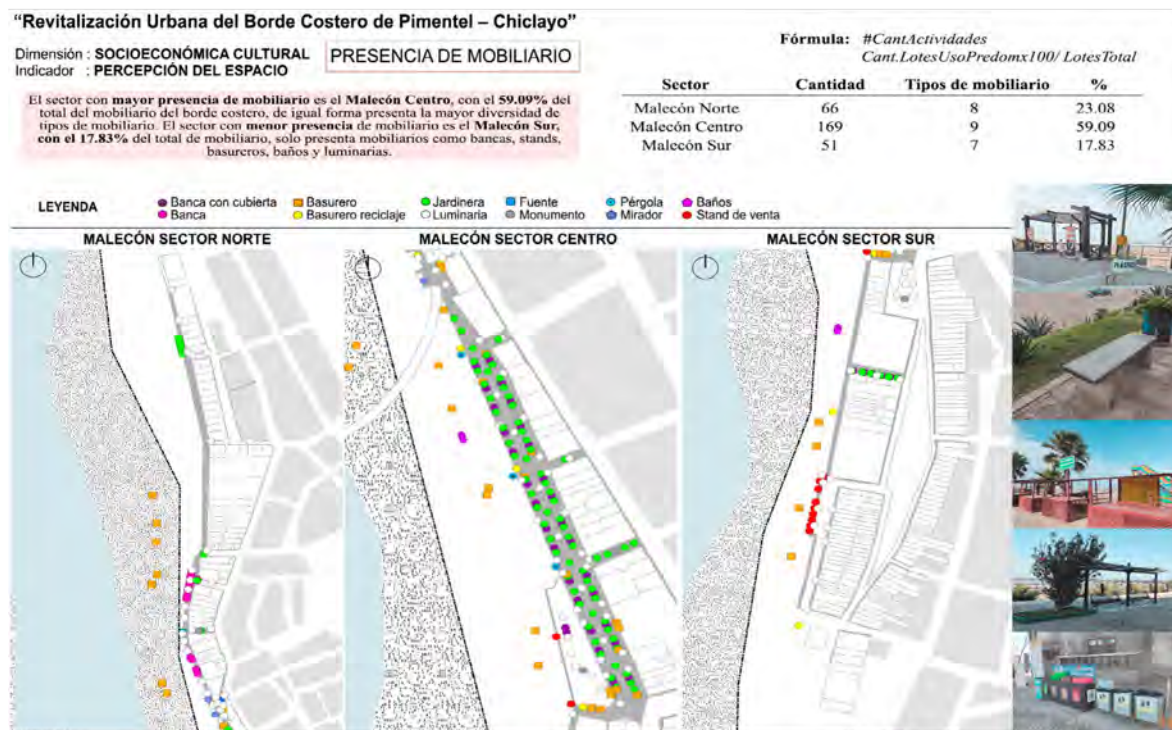 “Revitalización Urbana del Borde Costero de Pimentel – Chiclayo”
Dimensión : SOCIOECONÓMICA CULTURAL
Indicador : PERCEPCIÓN DEL ESPACIO
PRESENCIA DE MOBILIARIO
Fórmula: #CantActividades
Cant.LotesUsoPredomx100/ LotesTotal
El sector con mayor presencia de mobiliario es el Malecón Centro, con el 59.09% del
total del mobiliario del borde costero, de igual forma presenta la mayor diversidad de
tipos de mobiliario. El sector con menor presencia de mobiliario es el Malecón Sur,
con el 17.83% del total de mobiliario, solo presenta mobiliarios como bancas, stands,
basureros, baños y luminarias.
Sector Cantidad Tipos de mobiliario %
Malecón Norte 66 8 23.08
Malecón Centro 169 9 59.09
Malecón Sur 51 7 17.83
LEYENDA
Banca con cubierta Basurero Jardinera Fuente Pérgola Baños
Banca Basurero reciclaje Luminaria Monumento Mirador Stand de venta
MALECÓN SECTOR NORTE
MALECÓN SECTOR CENTRO
MALECÓN SECTOR SUR